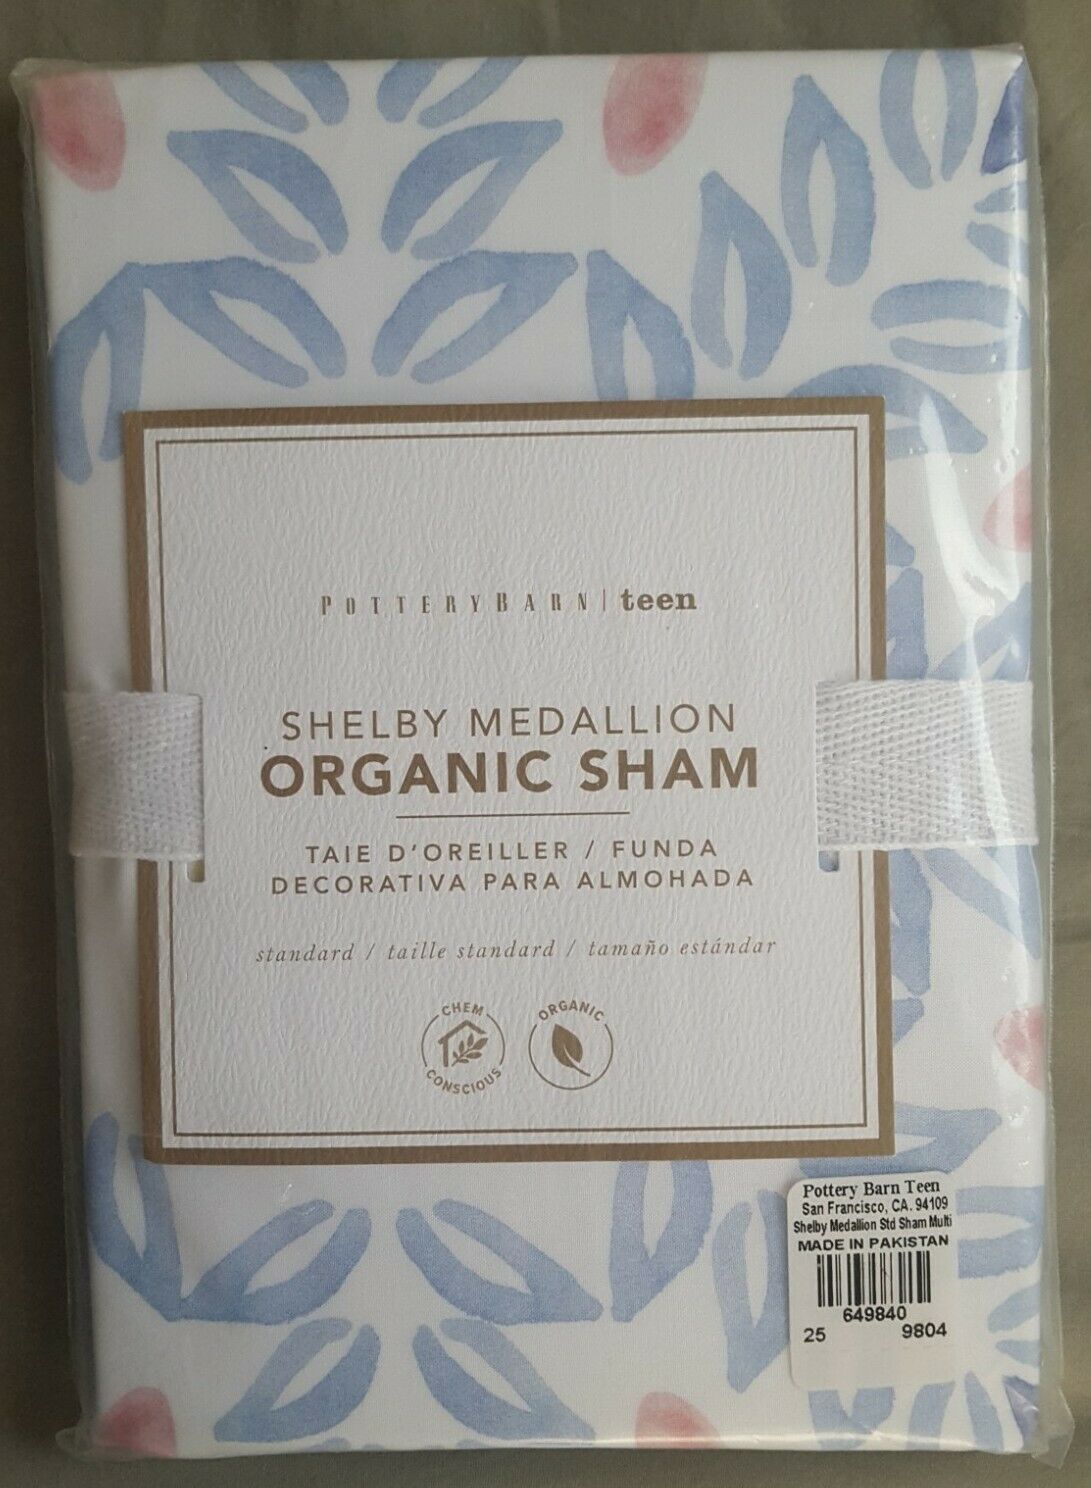 POTTERYBARN | teen
SHELBY MEDALLION
ORGANIC SHAM
TAIE D'OREILLER / FUNDA
DECORATIVA PARA ALMOHADA
standard / taille standard / tamaño estándar
CHEM CONSCIOUS
ORGANIC
Pottery Barn Teen
San Francisco, CA. 94109
Shelby Medallion Std Sham Multi
MADE IN PAKISTAN
649840
25 9804